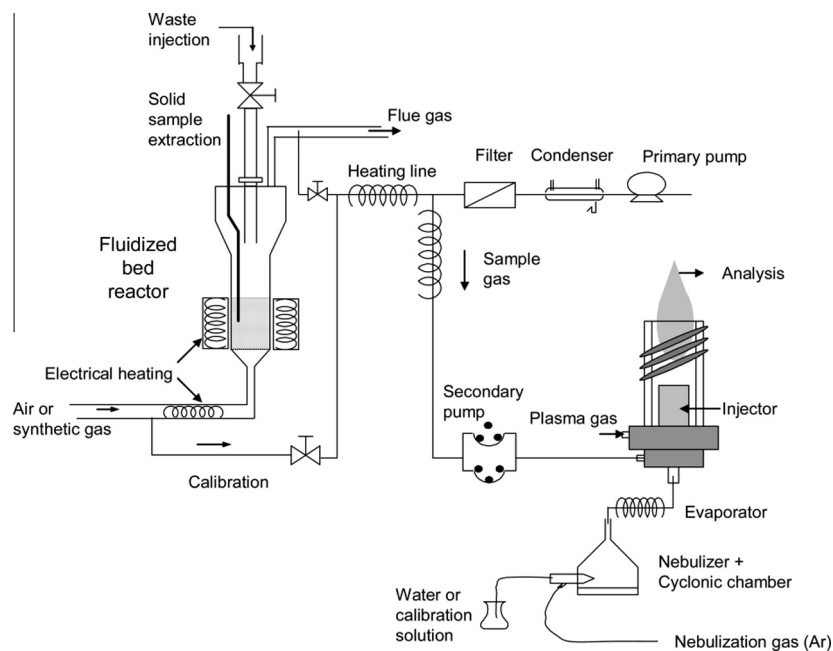 Waste
injection
Solid
sample
extraction
Flue gas
Heating line
Filter
Condenser
Primary pump
Fluidized
bed
reactor
Sample
gas
Analysis
Electrical heating
Air or
synthetic gas
Secondary
pump
Plasma gas
Injector
Calibration
Evaporator
Nebulizer +
Cyclonic chamber
Water or
calibration
solution
Nebulization gas (Ar)